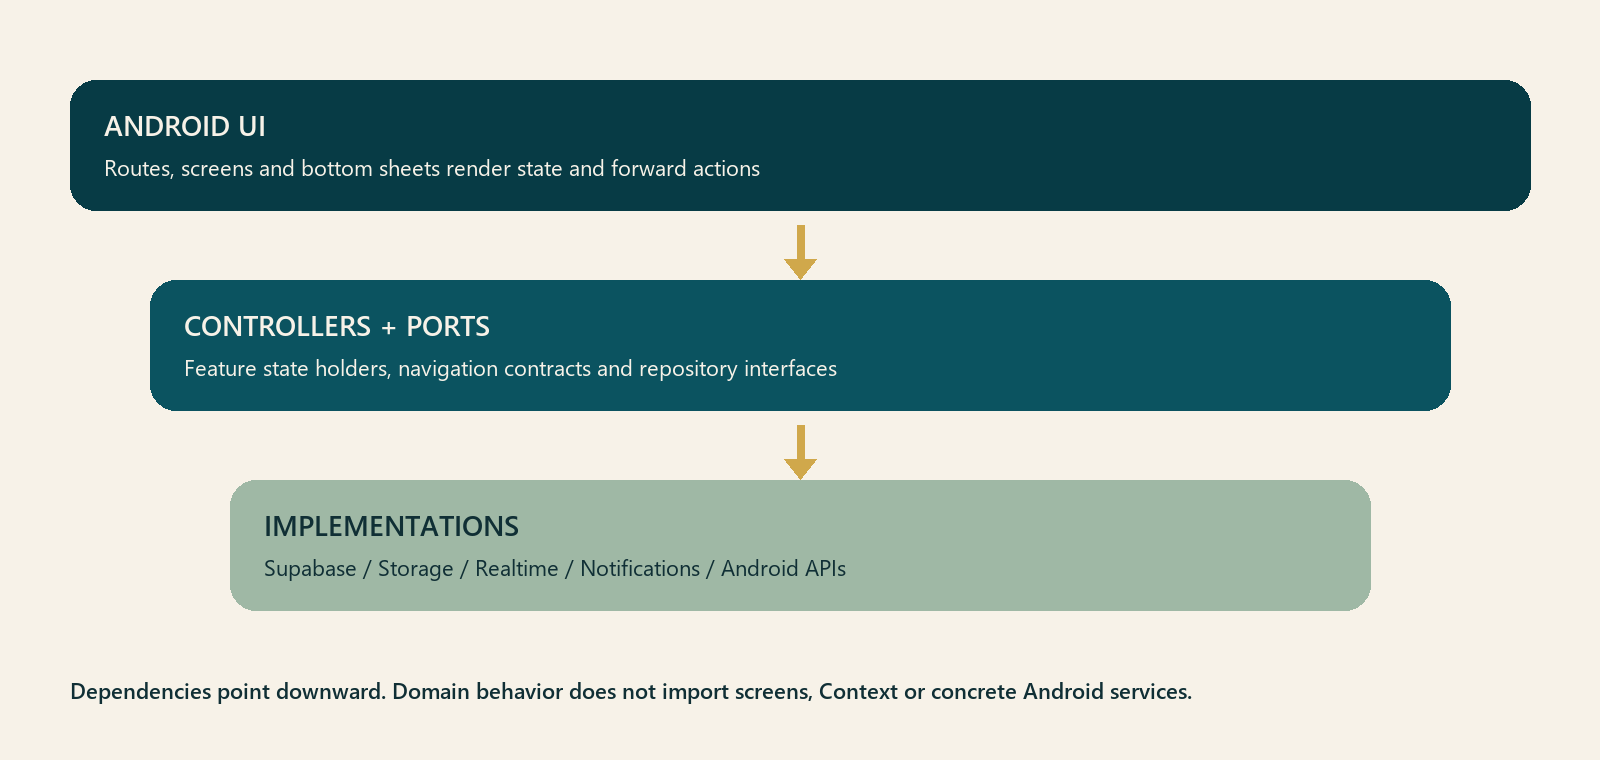 ANDROID UI
Routes, screens and bottom sheets render state and forward actions
CONTROLLERS + PORTS
Feature state holders, navigation contracts and repository interfaces
IMPLEMENTATIONS
Supabase / Storage / Realtime / Notifications / Android APIs
Dependencies point downward. Domain behavior does not import screens, Context or concrete Android services.